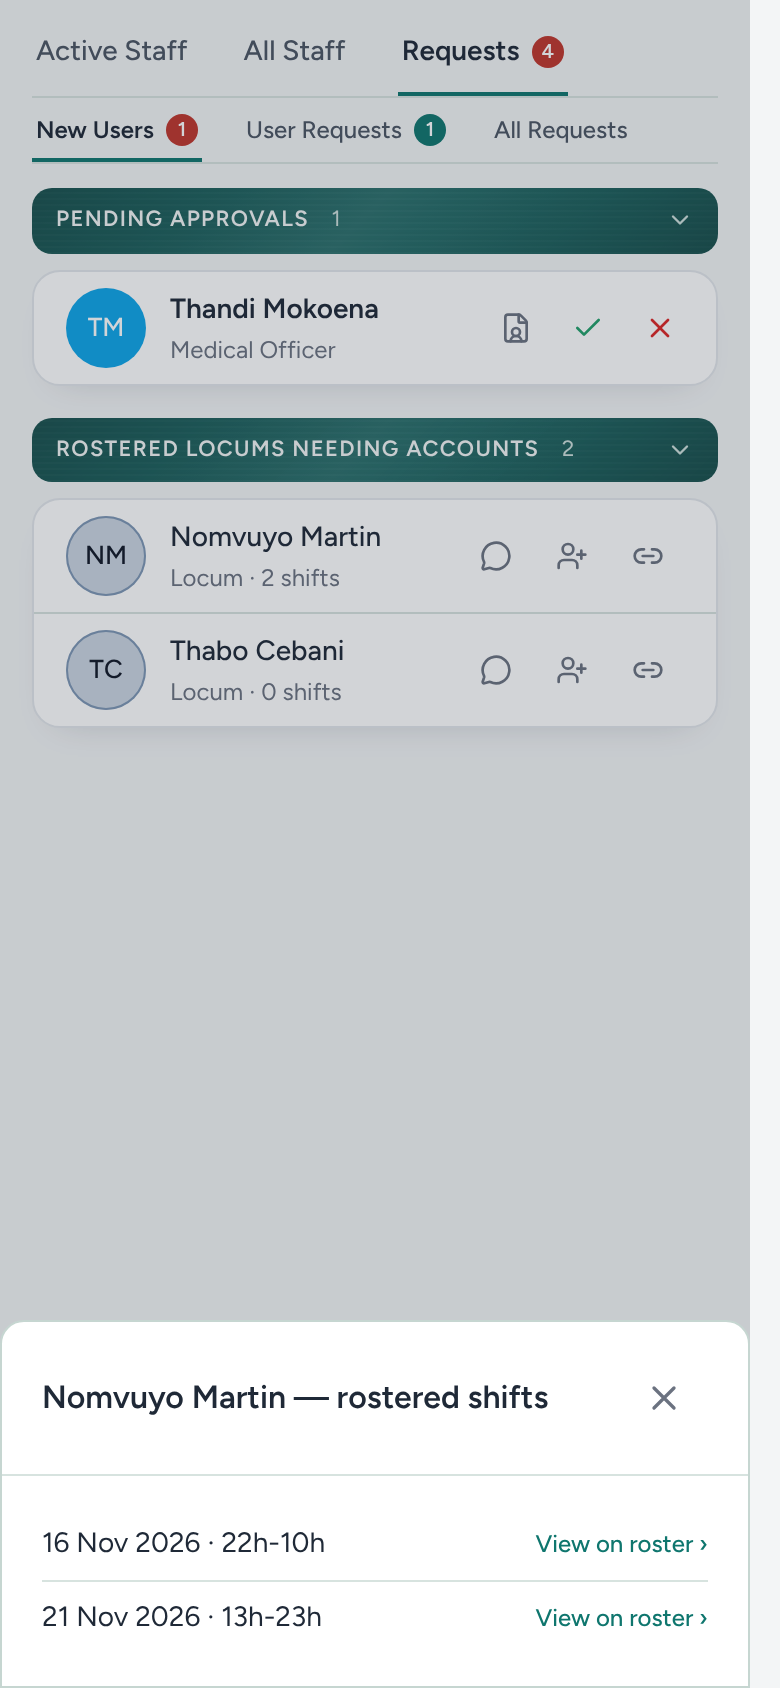 Active Staff All Staff Requests 4
New Users 1 User Requests 1 All Requests
PENDING APPROVALS 1
TM Thandi Mokoena
Medical Officer
ROSTERED LOCUMS NEEDING ACCOUNTS 2
NM Nomvuyo Martin
Locum · 2 shifts
TC Thabo Cebani
Locum · 0 shifts
Nomvuyo Martin — rostered shifts
16 Nov 2026 · 22h-10h View on roster ›
21 Nov 2026 · 13h-23h View on roster ›